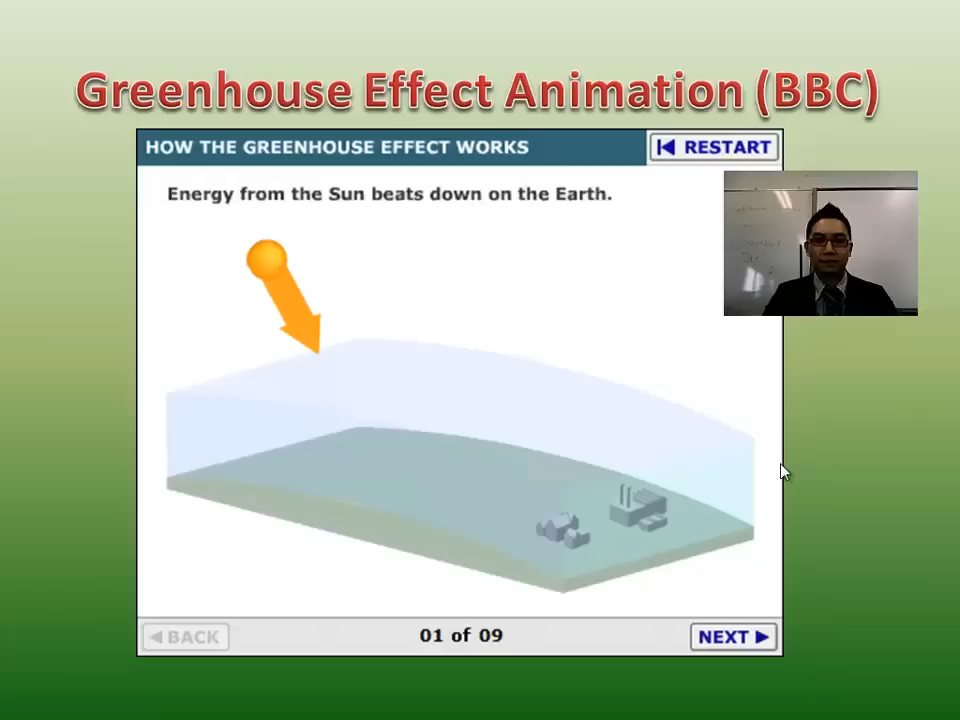 Greenhouse Effect Animation (BBC)
HOW THE GREENHOUSE EFFECT WORKS
RESTART
Energy from the Sun beats down on the Earth.
BACK
01 of 09
NEXT